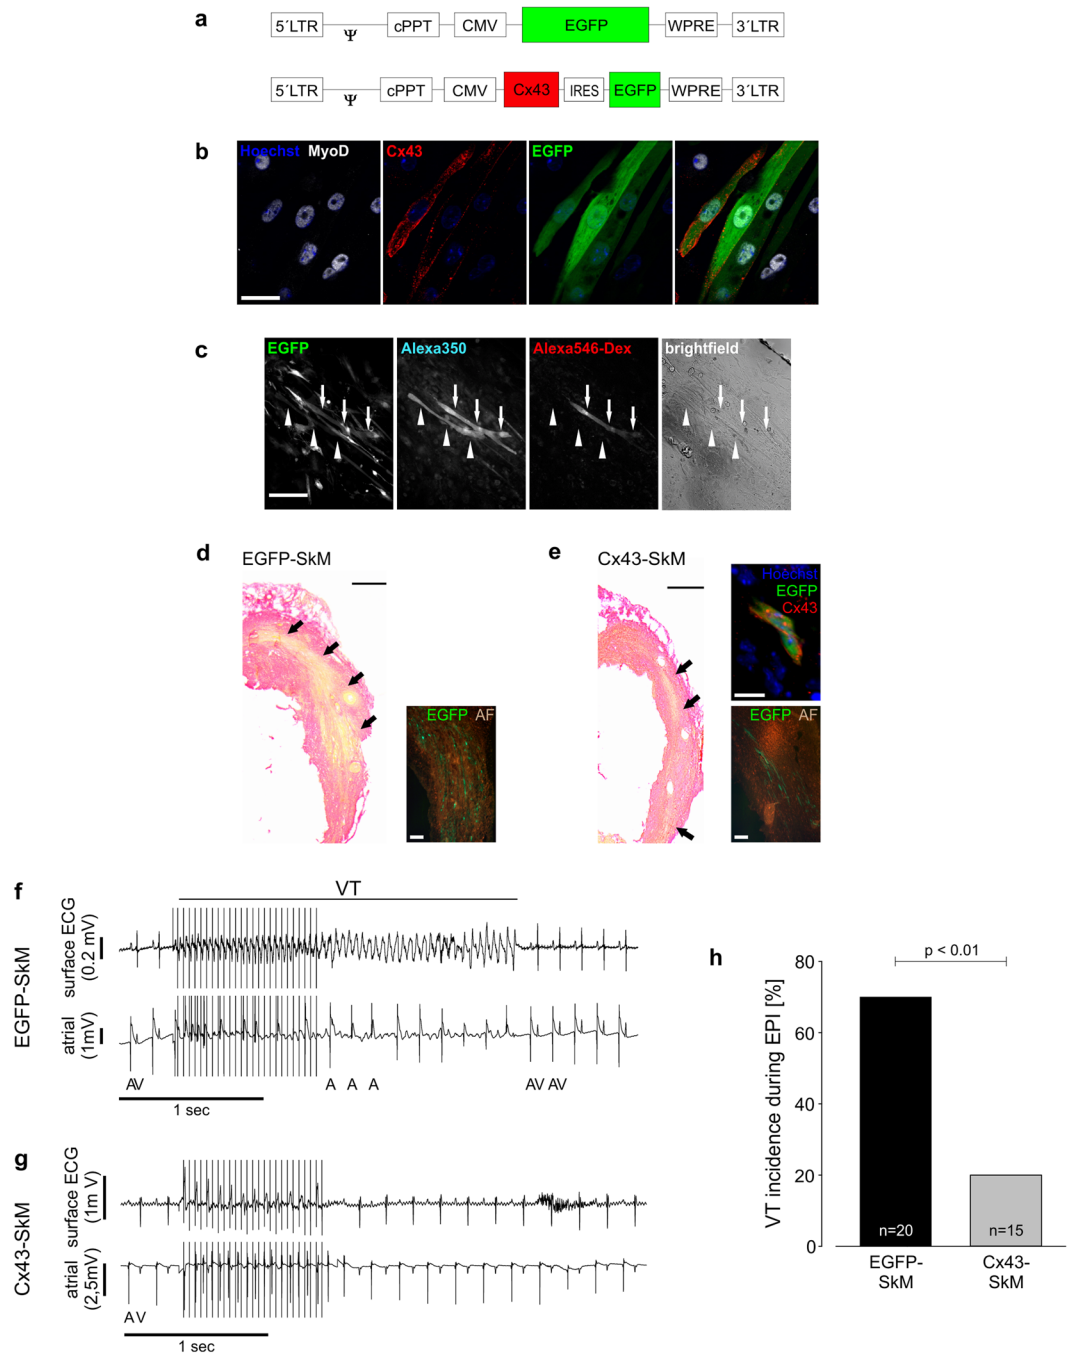 a
5´LTR Ψ cPPT CMV EGFP WPRE 3´LTR
5´LTR Ψ cPPT CMV Cx43 IRES EGFP WPRE 3´LTR
b
Hoechst MyoD Cx43 EGFP
c
EGFP Alexa350 Alexa546-Dex brightfield
d
EGFP-SkM
EGFP AF
e
Cx43-SkM
Hoechst
EGFP
Cx43
EGFP AF
f
VT
EGFP-SkM
surface ECG
(0.2 mV)
atrial
(1mV)
AV A A A AV AV
1 sec
g
Cx43-SkM
surface ECG
(1m V)
atrial
(2,5mV)
A V
1 sec
h
p < 0.01
VT incidence during EPI [%]
80
60
40
20
0
n=20 n=15
EGFP-
SkM
Cx43-
SkM